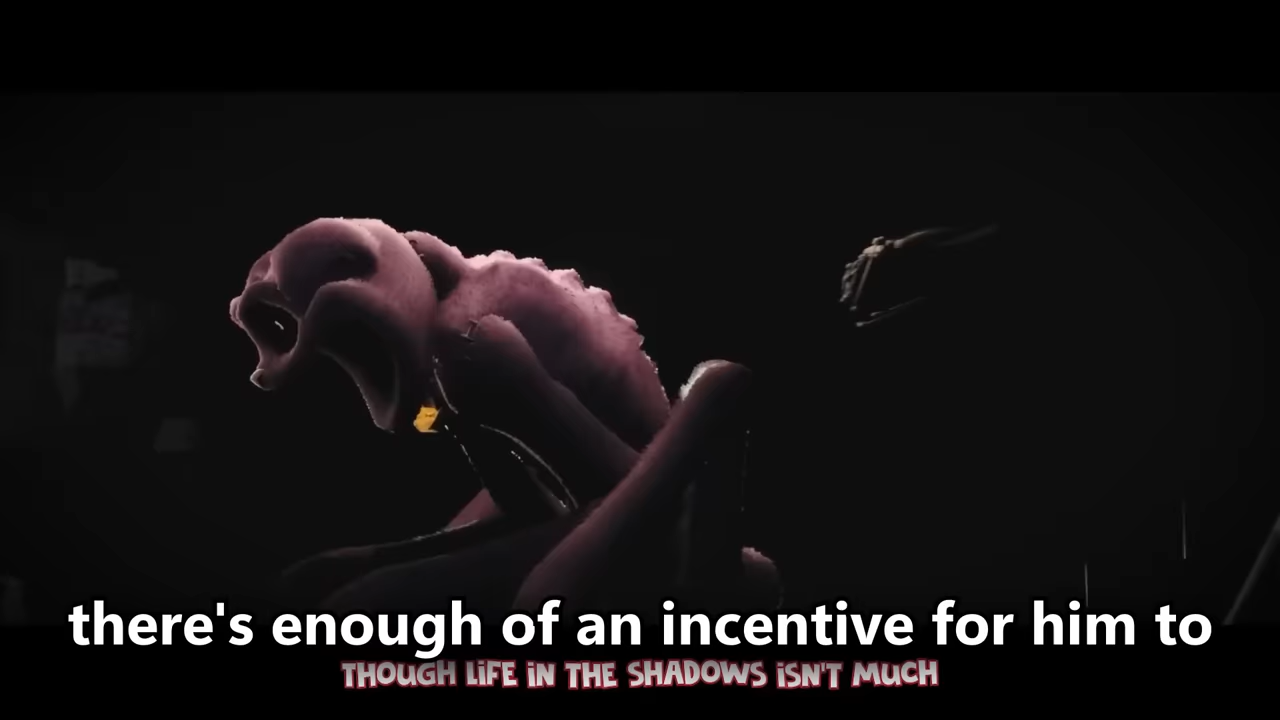 there's enough of an incentive for him to
THOUGH LIFE IN THE SHADOWS ISN'T MUCH